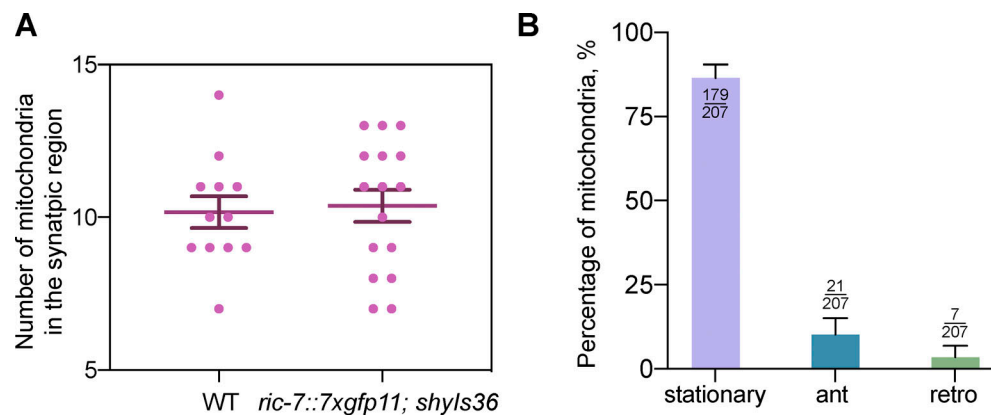 A
Number of mitochondria
in the synatpic region
15
10
5
WT ric-7::7xgfp11; shyIs36
B
Percentage of mitochondria, %
100
75
50
25
0
179
207
21
207
7
207
stationary ant retro